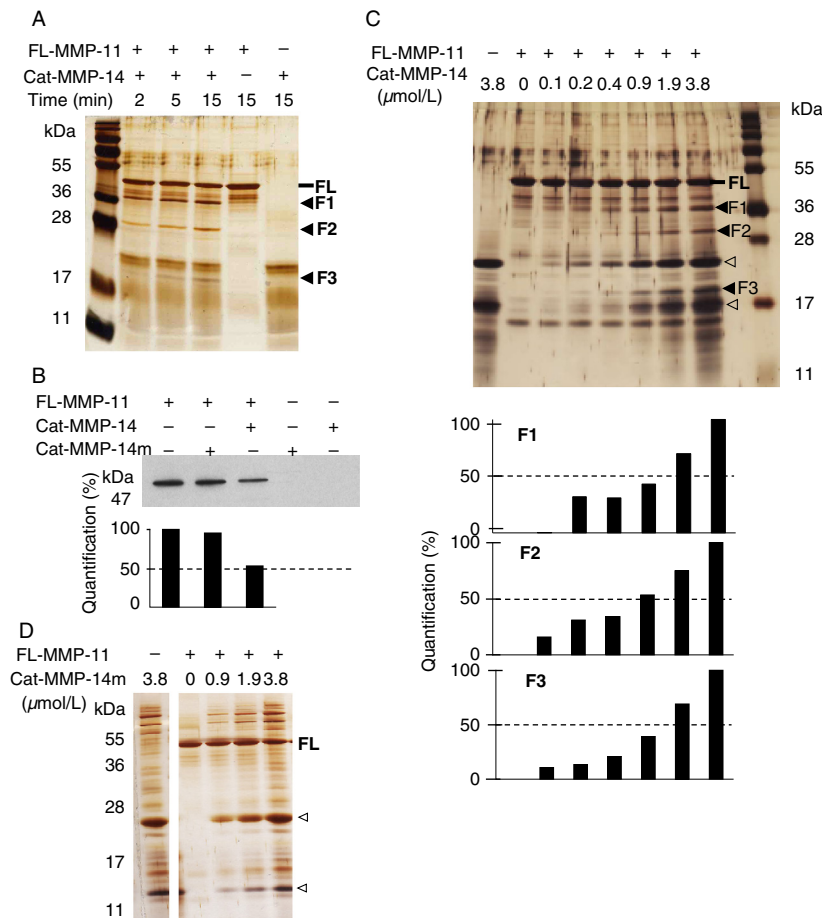 A
FL-MMP-11 + + + + –
Cat-MMP-14 + + + – +
Time (min) 2 5 15 15 15
kDa
55
36
28
17
11
FL
F1
F2
F3
B
FL-MMP-11 + + + – –
Cat-MMP-14 – – + – +
Cat-MMP-14m – + – + –
kDa
47
Quantification (%)
100
50
0
D
FL-MMP-11 – + + + +
Cat-MMP-14m 3.8 0 0.9 1.9 3.8
(µmol/L)
kDa
55
36
28
17
11
FL
C
FL-MMP-11 – + + + + + + +
Cat-MMP-14 3.8 0 0.1 0.2 0.4 0.9 1.9 3.8
(µmol/L)
kDa
55
36
28
17
11
FL
F1
F2
F3
Quantification (%)
F1
100
50
0
F2
100
50
0
F3
100
50
0